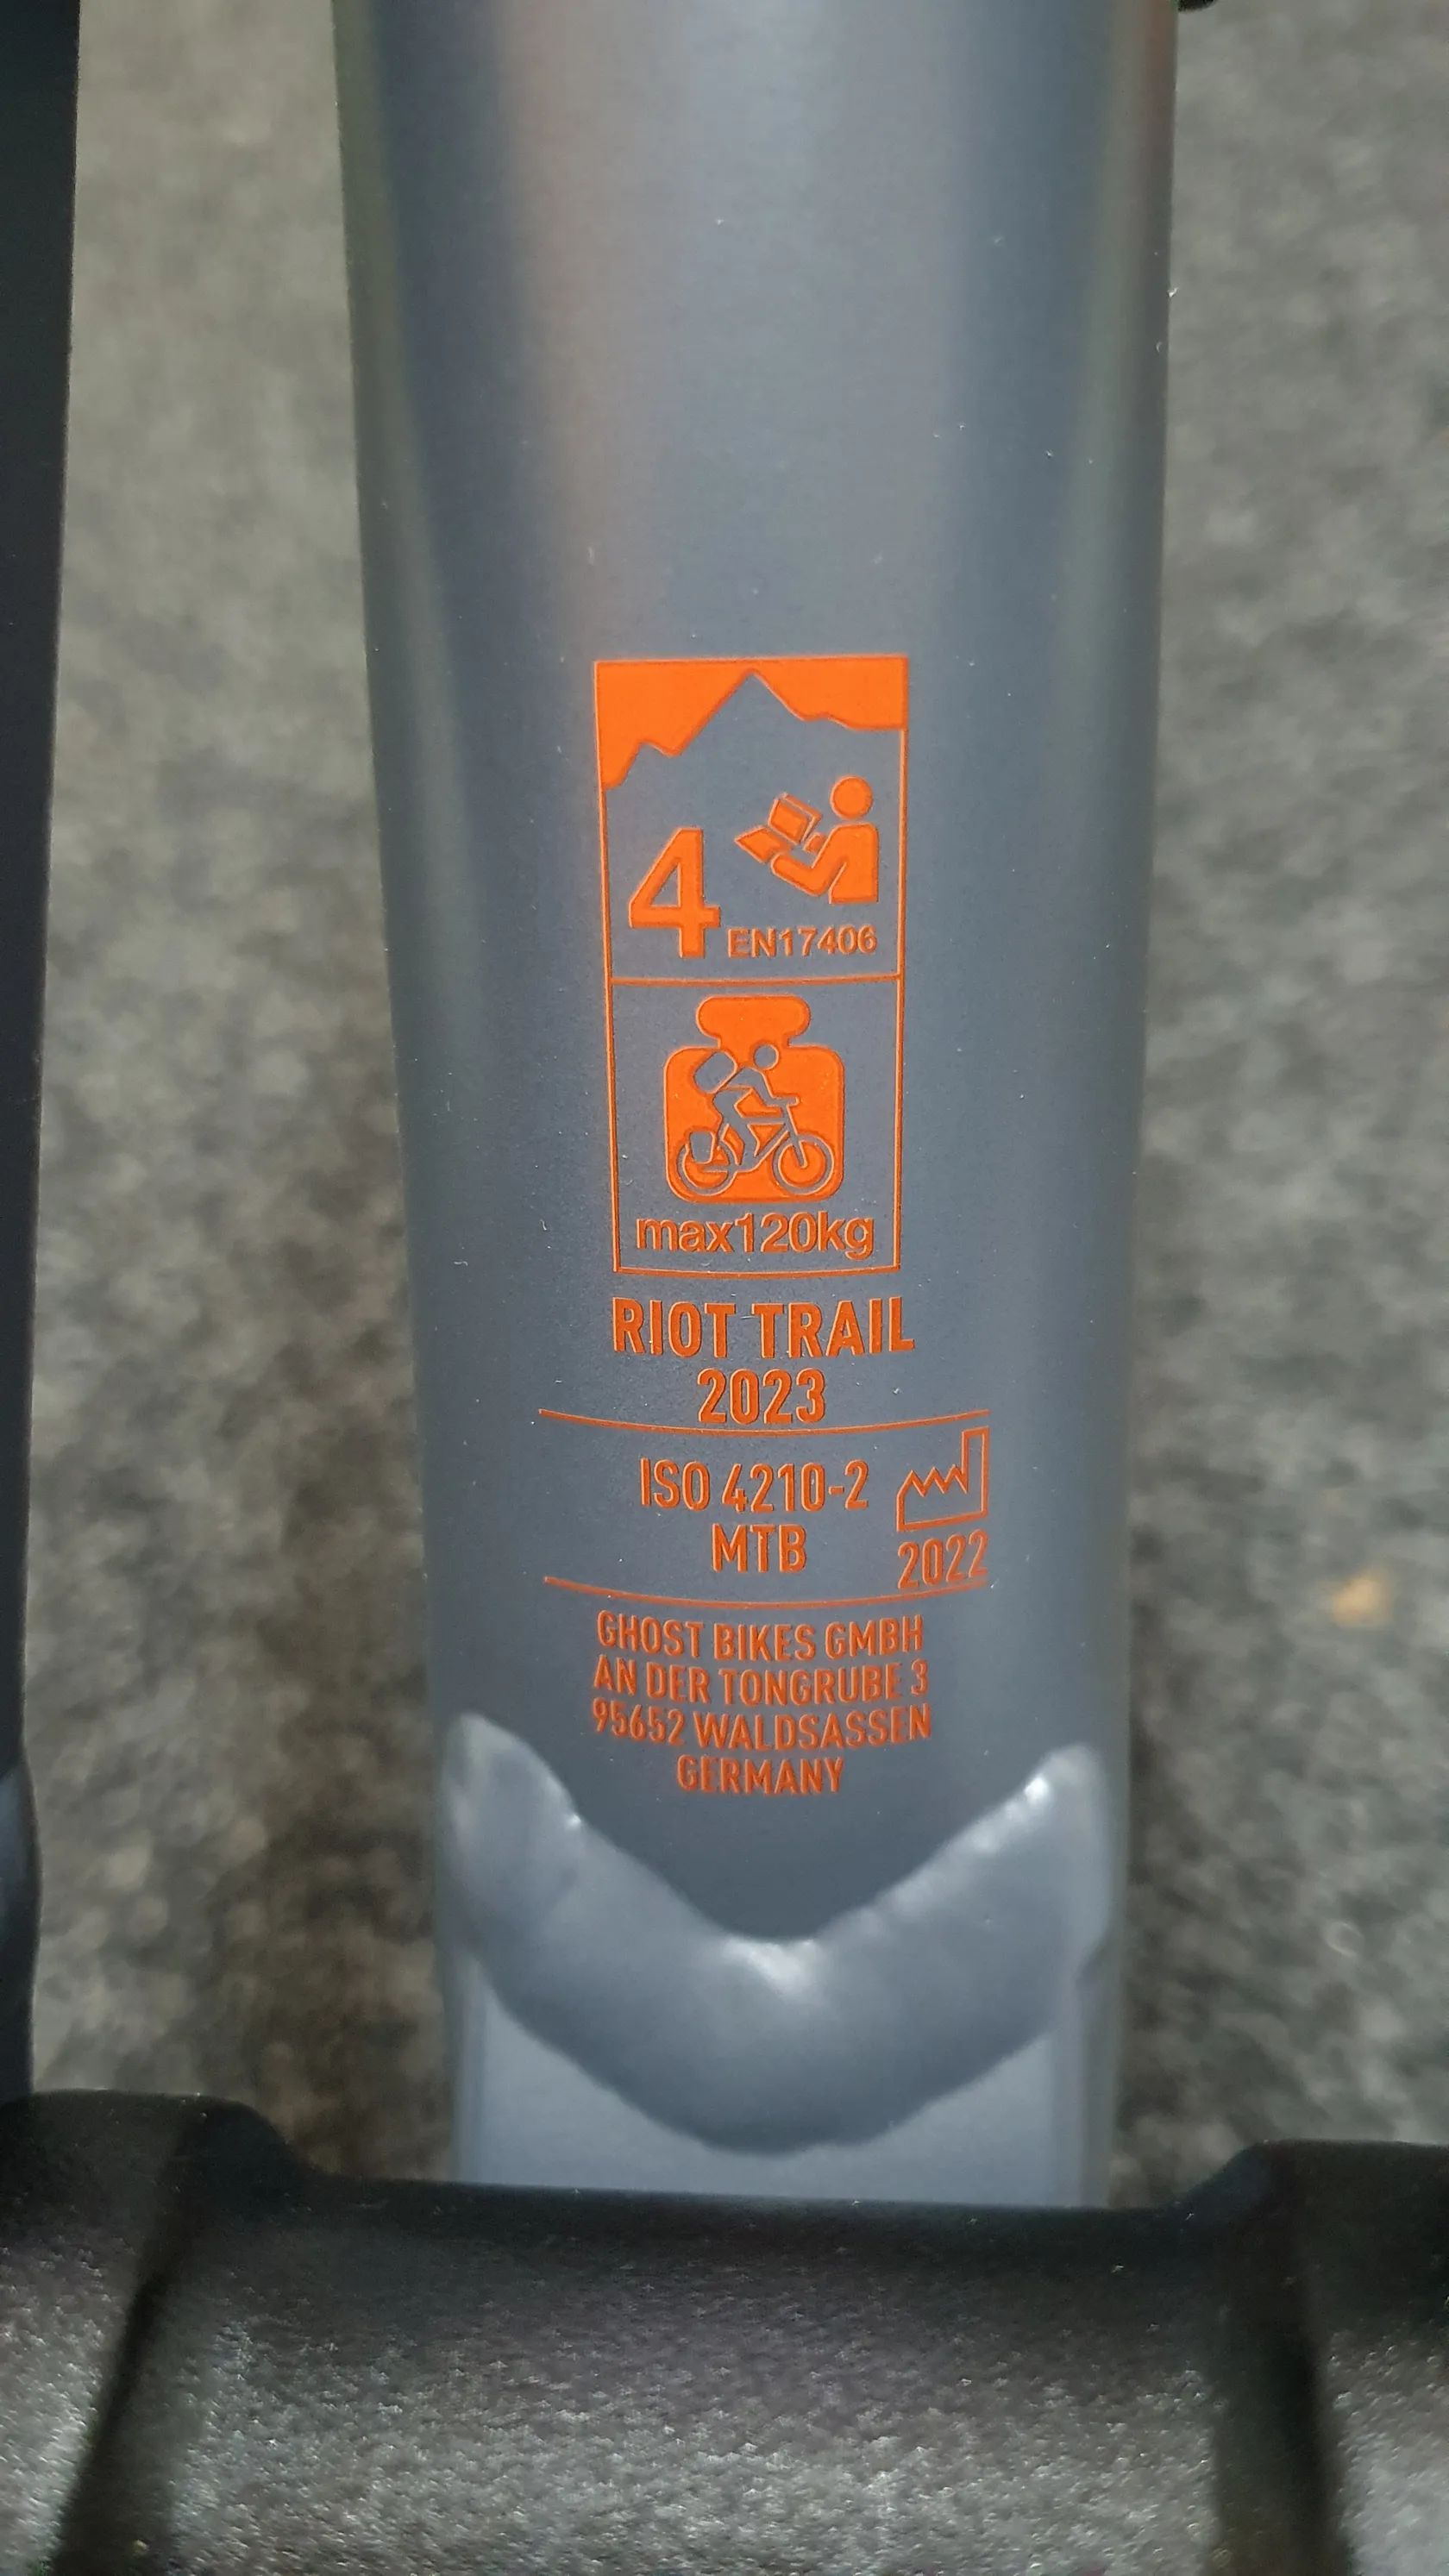 4 EN17406
max120kg
RIOT TRAIL
2023
ISO 4210-2
MTB
2022
GHOST BIKES GMBH
AN DER TONGRUBE 3
95652 WALDSASSEN
GERMANY